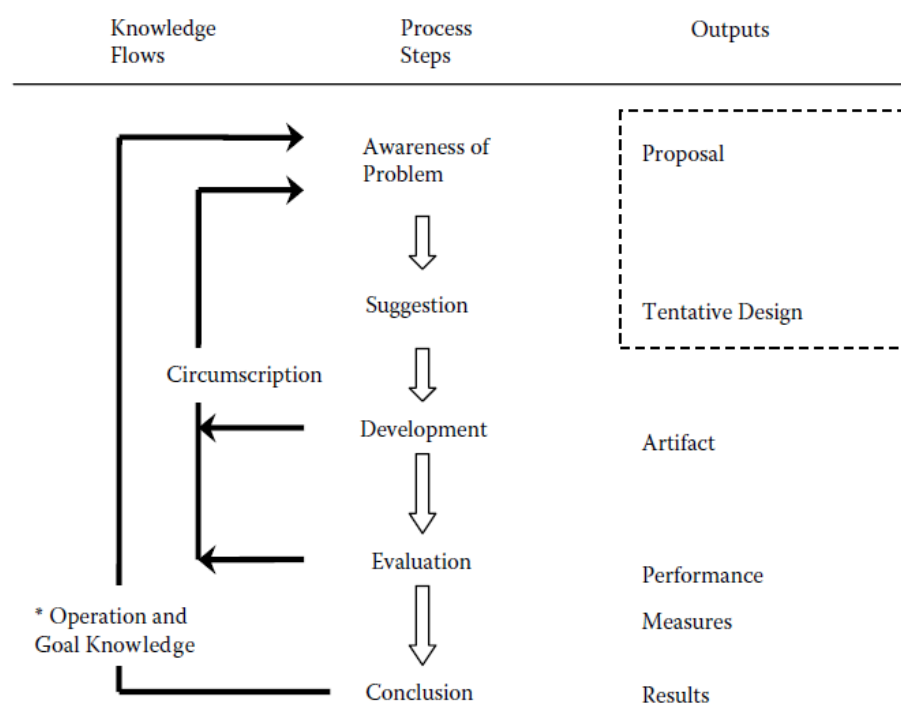 Knowledge
Flows
Process
Steps
Outputs
Awareness of
Problem
Proposal
Suggestion
Tentative Design
Circumscription
Development
Artifact
Evaluation
Performance
Measures
* Operation and
Goal Knowledge
Conclusion
Results